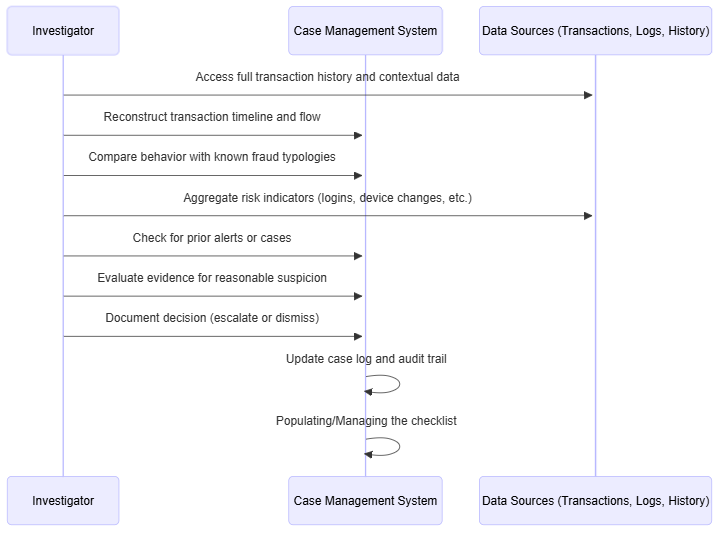 Investigator
Case Management System
Data Sources (Transactions, Logs, History)
Access full transaction history and contextual data
Reconstruct transaction timeline and flow
Compare behavior with known fraud typologies
Aggregate risk indicators (logins, device changes, etc.)
Check for prior alerts or cases
Evaluate evidence for reasonable suspicion
Document decision (escalate or dismiss)
Update case log and audit trail
Populating/Managing the checklist
Investigator
Case Management System
Data Sources (Transactions, Logs, History)